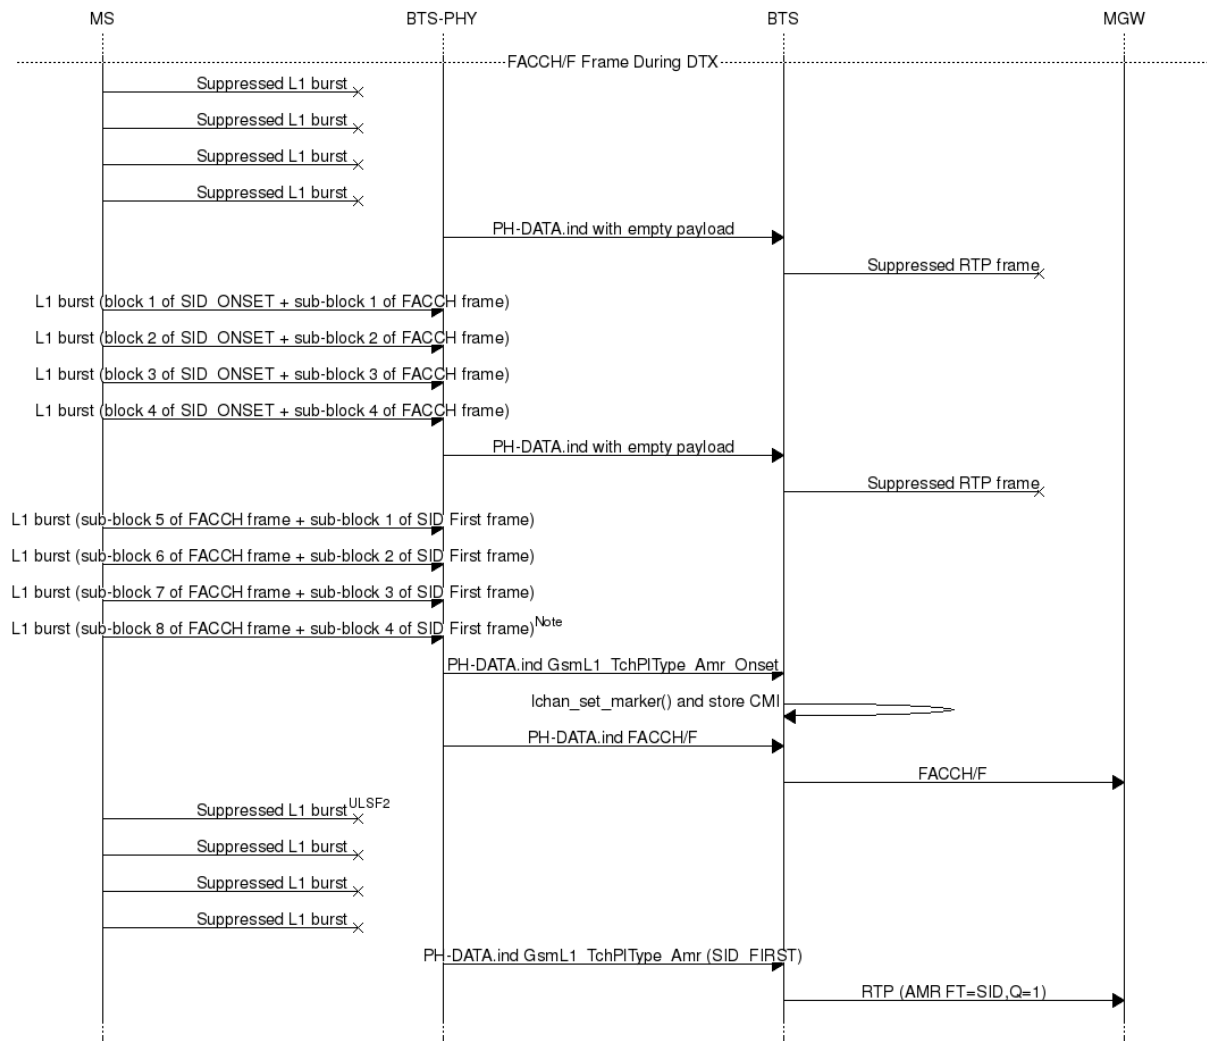 MS BTS-PHY BTS MGW
FACCH/F Frame During DTX
Suppressed L1 burst
Suppressed L1 burst
Suppressed L1 burst
Suppressed L1 burst
PH-DATA.ind with empty payload
Suppressed RTP frame
L1 burst (block 1 of SID_ONSET + sub-block 1 of FACCH frame)
L1 burst (block 2 of SID_ONSET + sub-block 2 of FACCH frame)
L1 burst (block 3 of SID_ONSET + sub-block 3 of FACCH frame)
L1 burst (block 4 of SID_ONSET + sub-block 4 of FACCH frame)
PH-DATA.ind with empty payload
Suppressed RTP frame
L1 burst (sub-block 5 of FACCH frame + sub-block 1 of SID First frame)
L1 burst (sub-block 6 of FACCH frame + sub-block 2 of SID First frame)
L1 burst (sub-block 7 of FACCH frame + sub-block 3 of SID First frame)
L1 burst (sub-block 8 of FACCH frame + sub-block 4 of SID First frame)Note
PH-DATA.ind GsmL1_TchPlType_Amr_Onset
lchan_set_marker() and store CMI
PH-DATA.ind FACCH/F
FACCH/F
Suppressed L1 burstULSF2
Suppressed L1 burst
Suppressed L1 burst
Suppressed L1 burst
PH-DATA.ind GsmL1_TchPlType_Amr (SID_FIRST)
RTP (AMR FT=SID,Q=1)